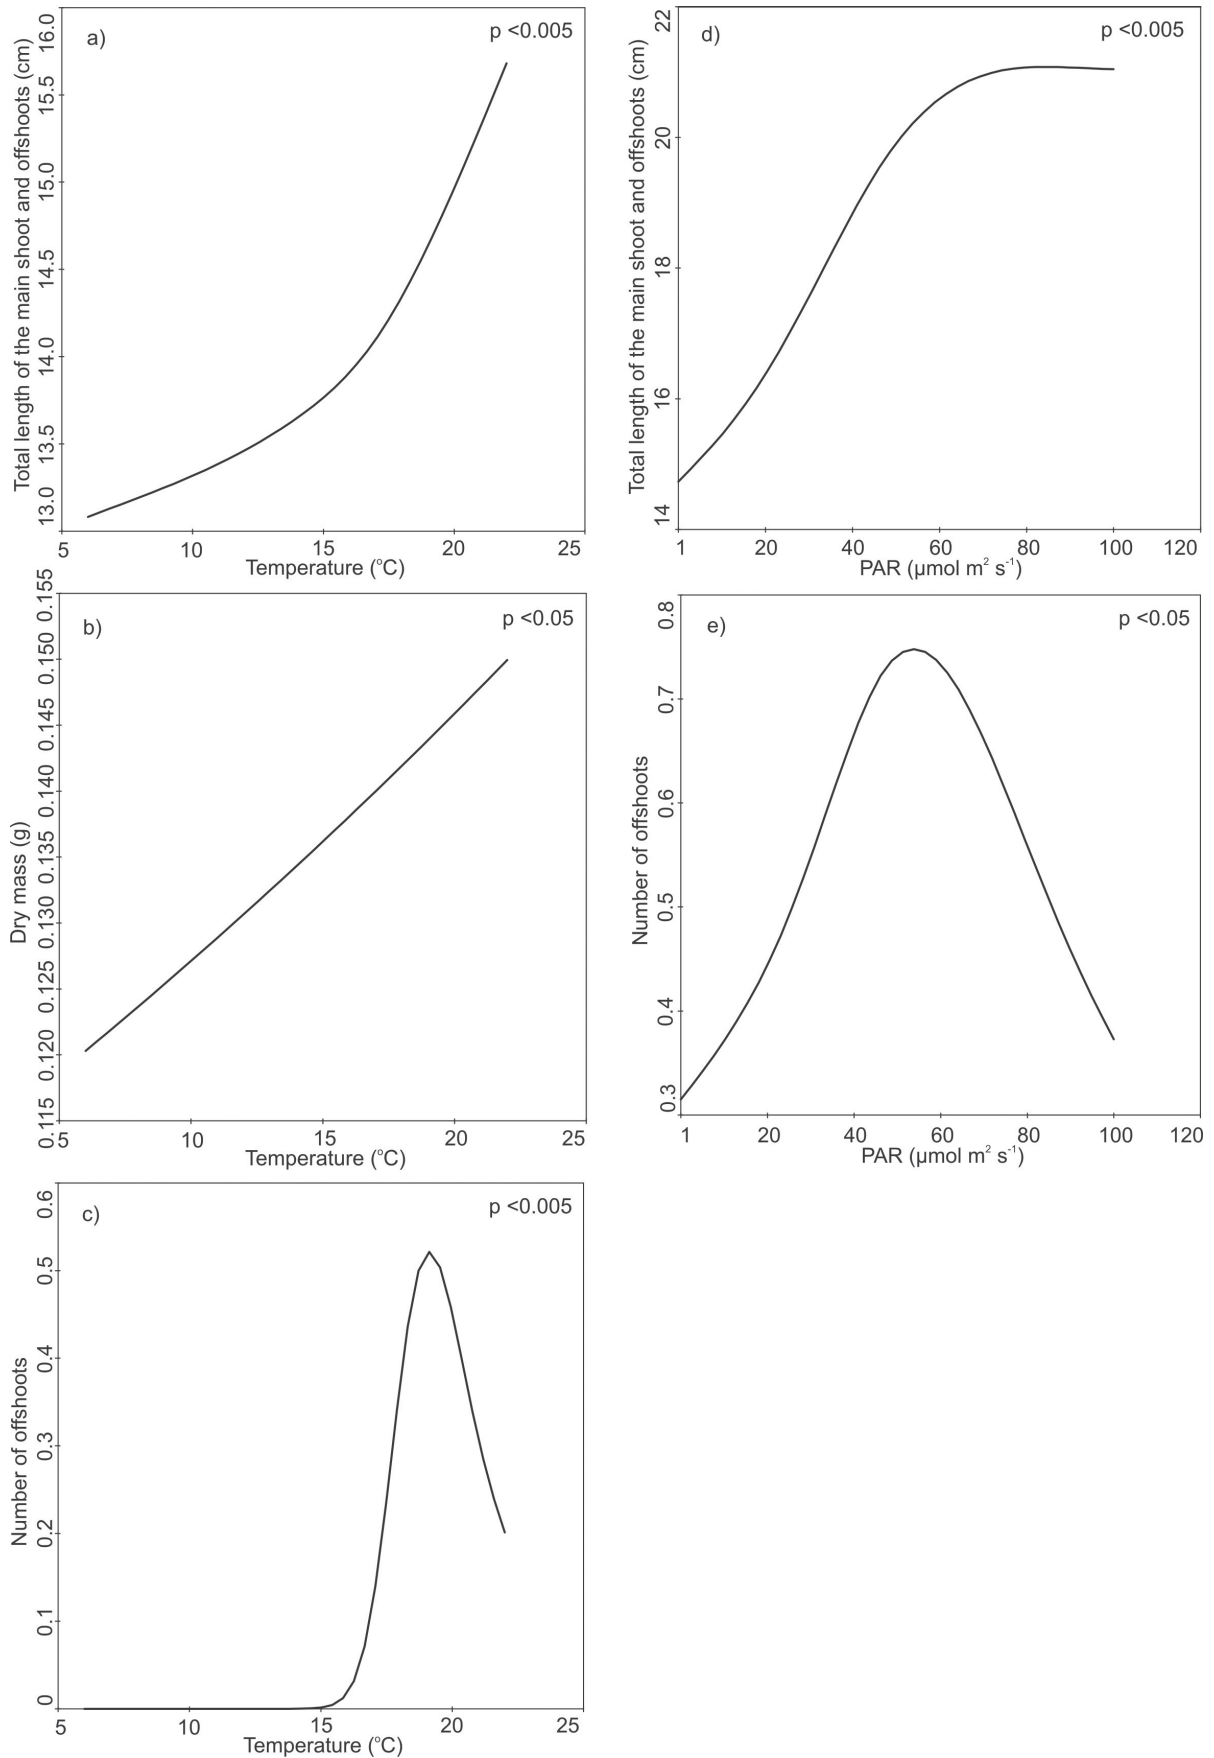 a)
p <0.005
Total length of the main shoot and offshoots (cm)
13.0 13.5 14.0 14.5 15.0 15.5 16.0
5 10 15 20 25
Temperature (°C)
d)
p <0.005
Total length of the main shoot and offshoots (cm)
14 16 18 20 22
1 20 40 60 80 100 120
PAR (µmol m² s⁻¹)
b)
p <0.05
Dry mass (g)
0.115 0.120 0.125 0.130 0.135 0.140 0.145 0.150 0.155
5 10 15 20 25
Temperature (°C)
e)
p <0.05
Number of offshoots
0.3 0.4 0.5 0.6 0.7 0.8
1 20 40 60 80 100 120
PAR (µmol m² s⁻¹)
c)
p <0.005
Number of offshoots
0 0.1 0.2 0.3 0.4 0.5 0.6
5 10 15 20 25
Temperature (°C)